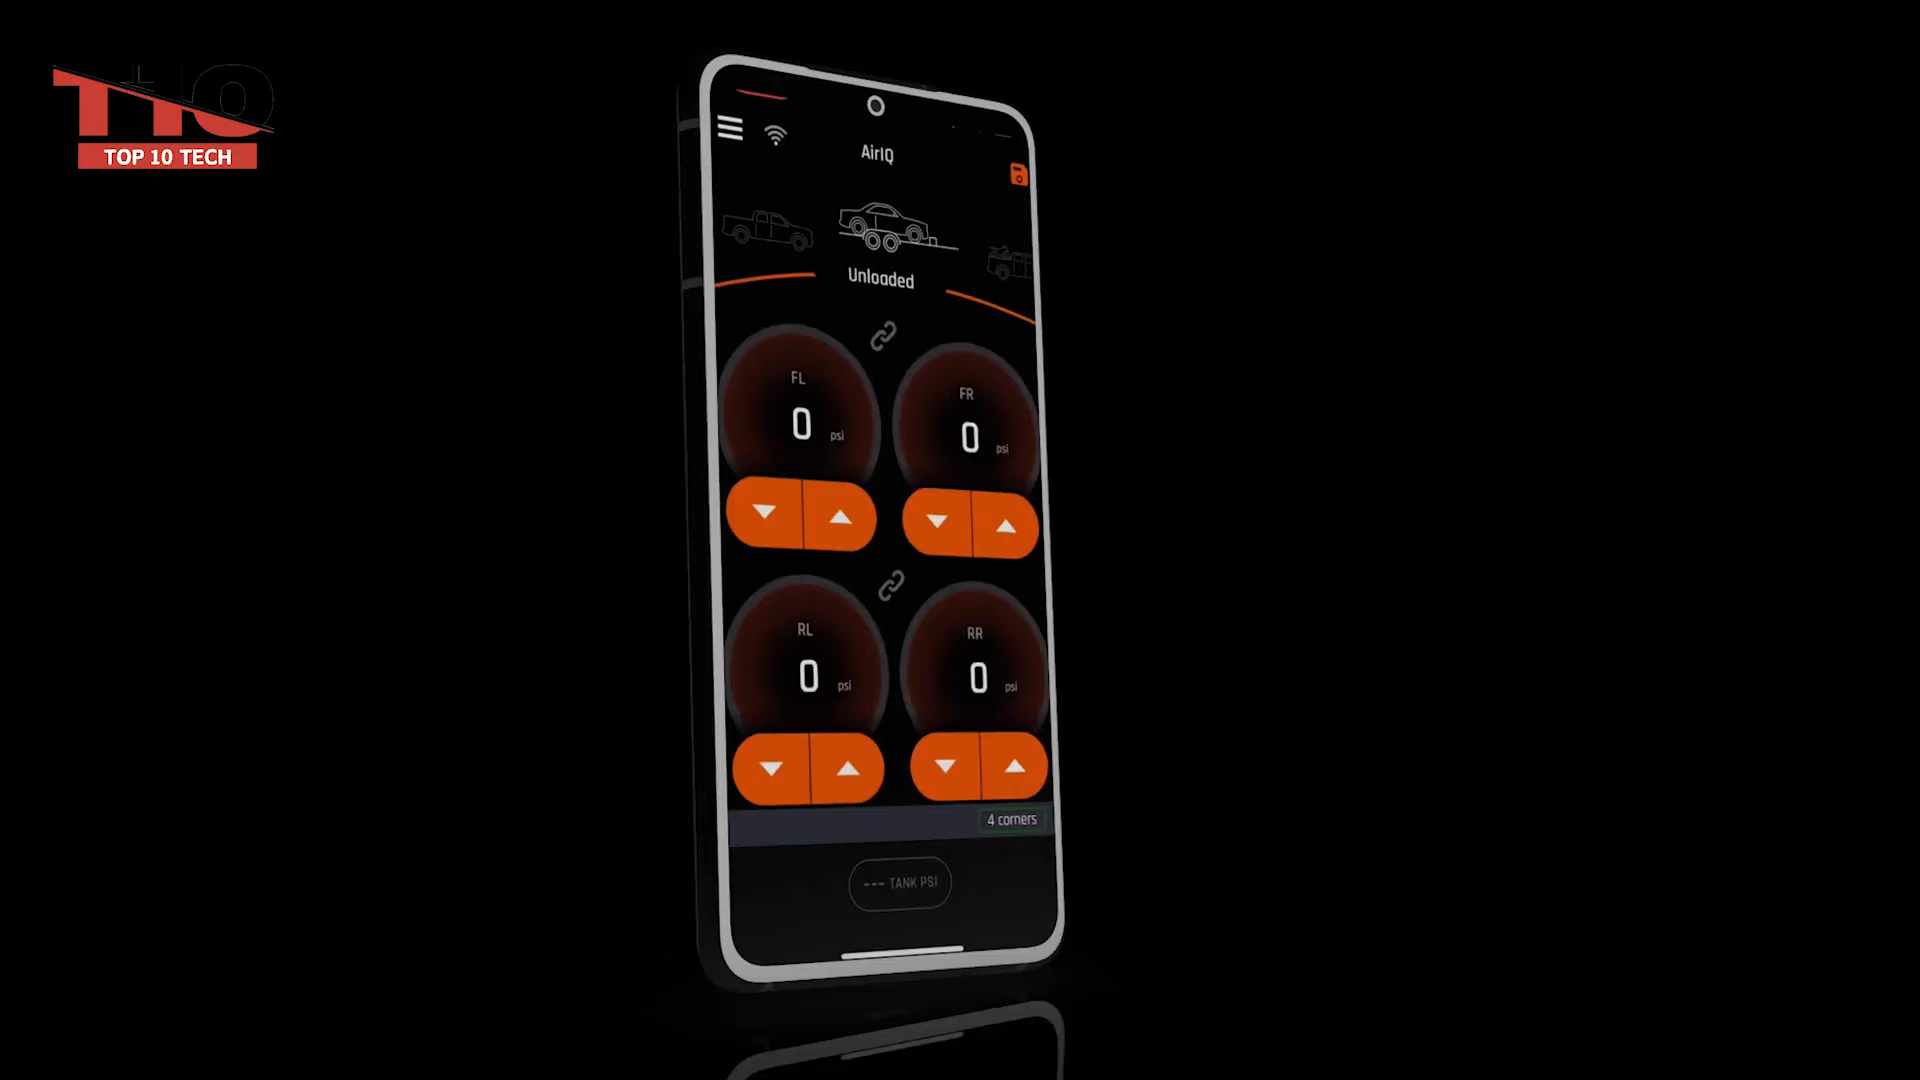 T10
TOP 10 TECH
AirIQ
Unloaded
FL
0 psi
FR
0 psi
RL
0 psi
RR
0 psi
4 corners
--- TANK PSI